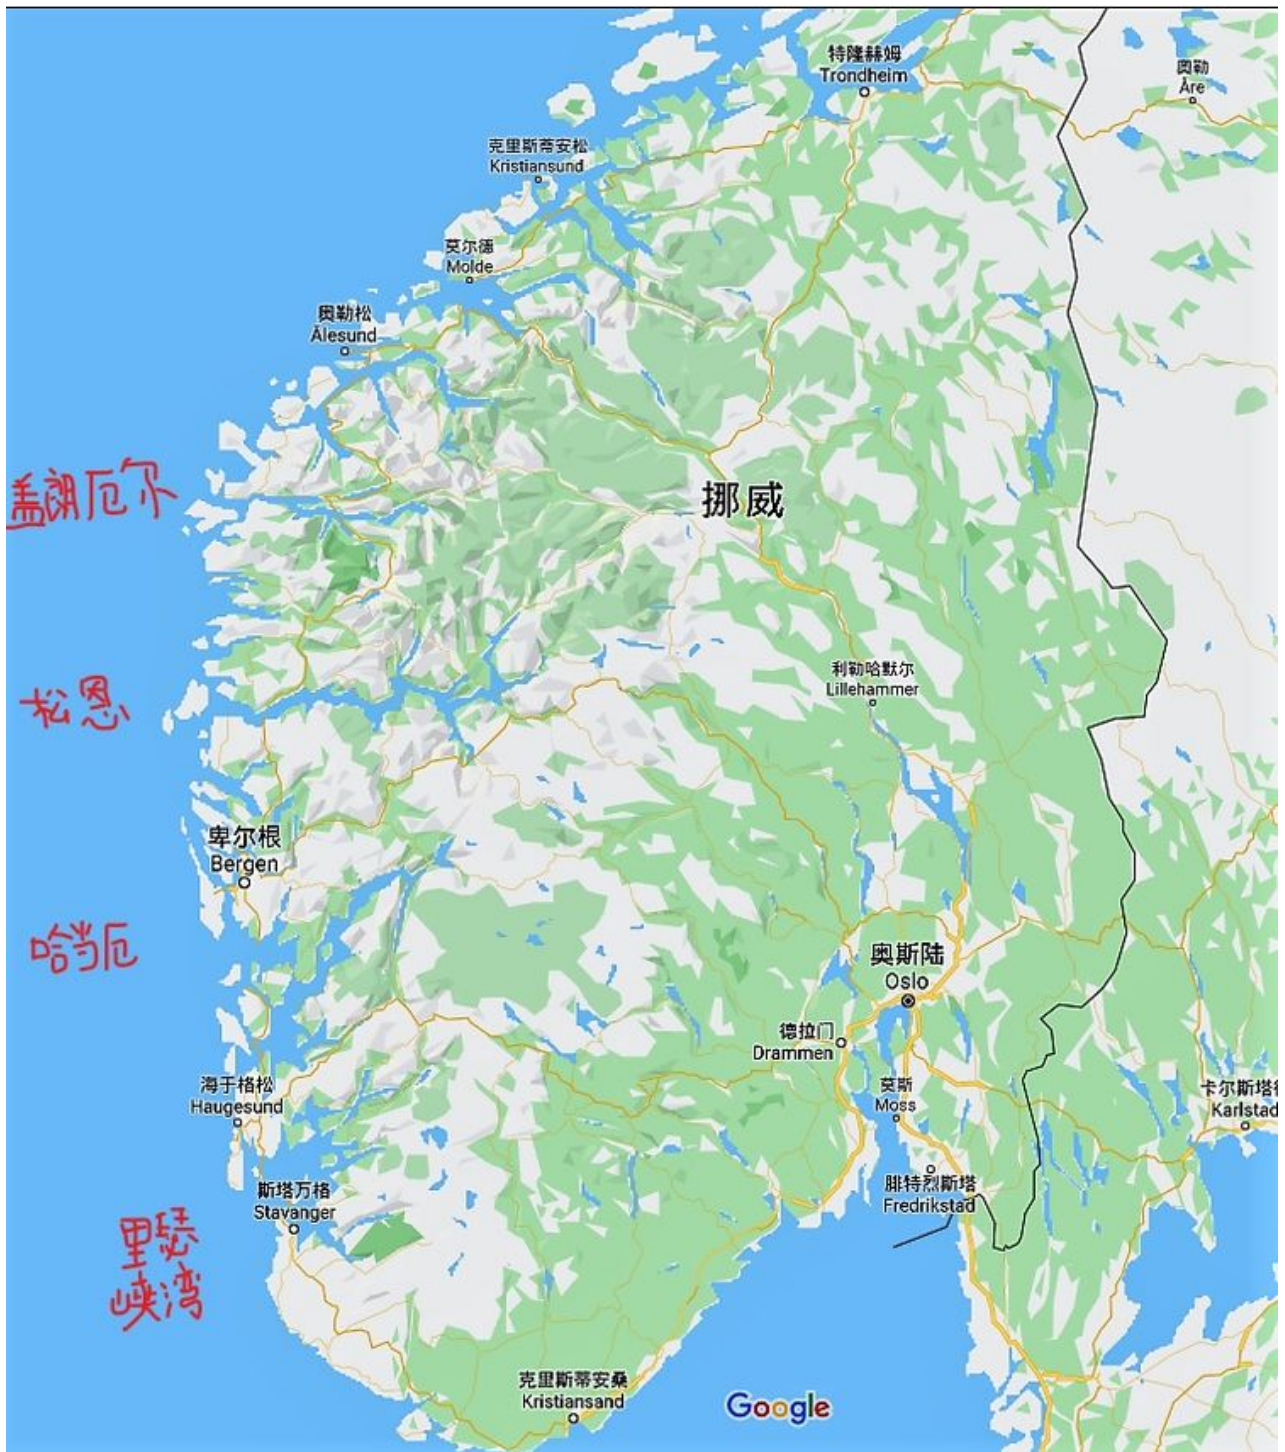 特隆赫姆
Trondheim
奥勒
Åre
克里斯蒂安松
Kristiansund
莫尔德
Molde
奥勒松
Ålesund
盖朗厄尔
挪威
利勒哈默尔
Lillehammer
松恩
卑尔根
Bergen
哈当厄
奥斯陆
Oslo
德拉门
Drammen
海于格松
Haugesund
莫斯
Moss
卡尔斯塔
Karlstad
斯塔万格
Stavanger
腓特烈斯塔
Fredrikstad
里瑟
峡湾
克里斯蒂安桑
Kristiansand
Google